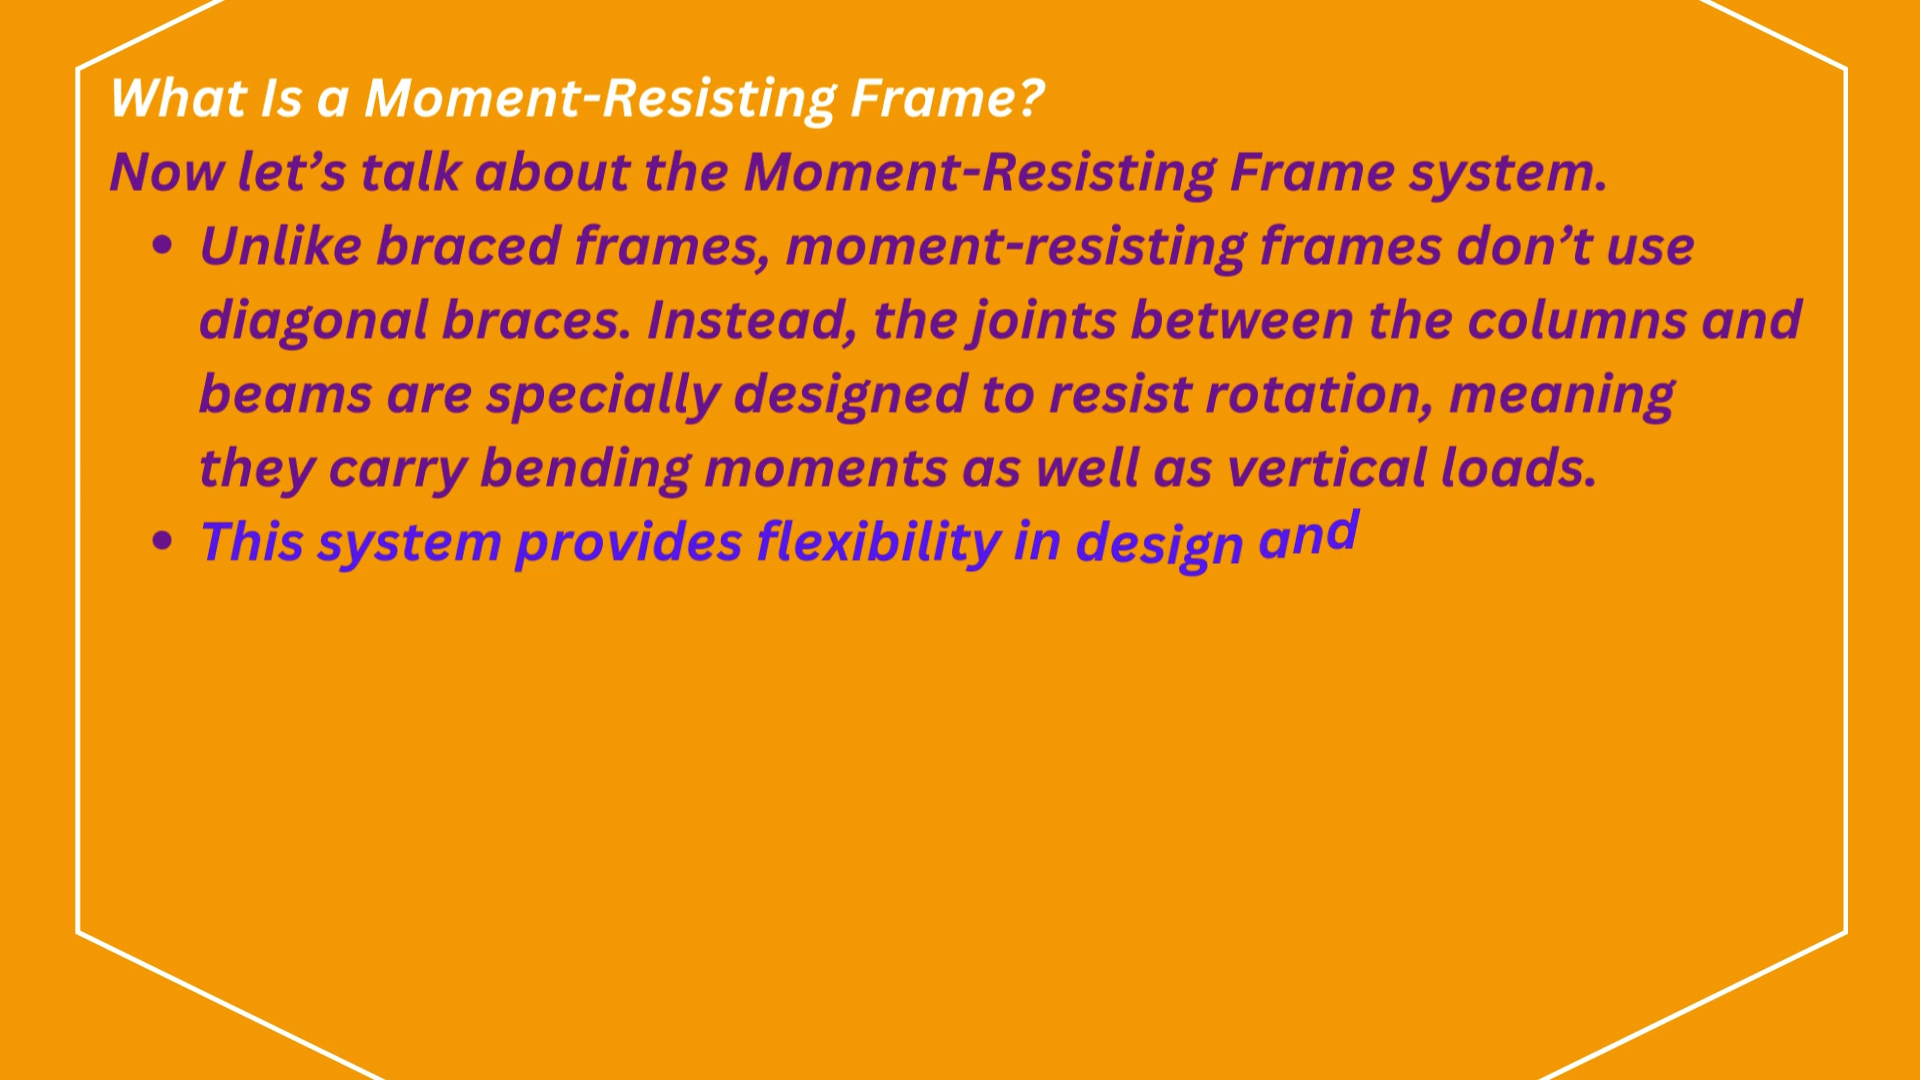 What Is a Moment-Resisting Frame?
Now let’s talk about the Moment-Resisting Frame system.
• Unlike braced frames, moment-resisting frames don’t use
diagonal braces. Instead, the joints between the columns and
beams are specially designed to resist rotation, meaning
they carry bending moments as well as vertical loads.
• This system provides flexibility in design and